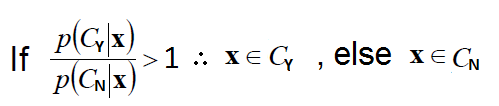 If p(C_Y|x) / p(C_N|x) > 1 ∴ x ∈ C_Y , else x ∈ C_N